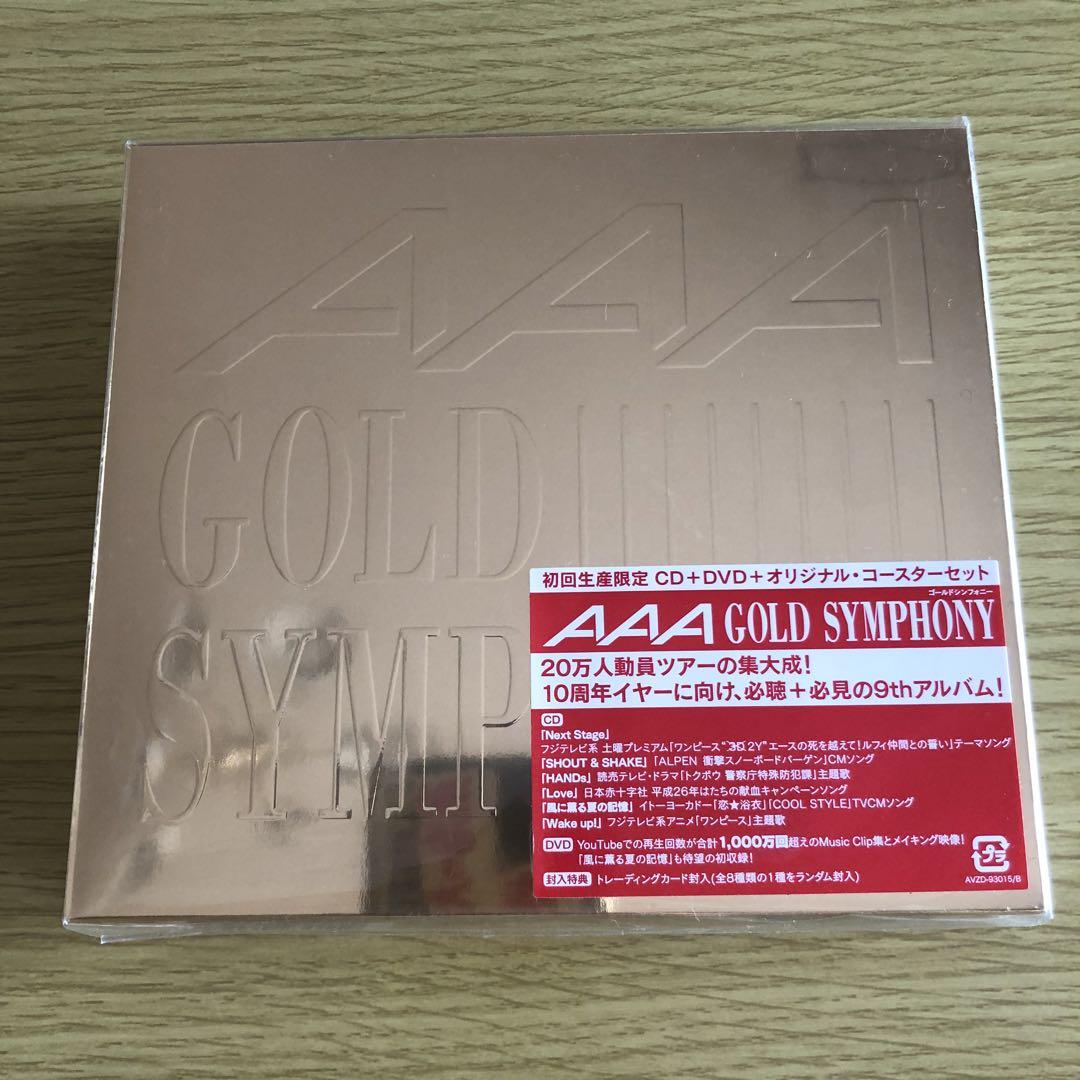 AAA
GOLD
SYMP
初回生産限定 CD+DVD+オリジナル・コースターセット
ゴールドシンフォニー
AAA GOLD SYMPHONY
20万人動員ツアーの集大成!
10周年イヤーに向け、必聴+必見の9thアルバム!
CD
「Next Stage」
フジテレビ系 土曜プレミアム「ワンピース“3D2Y”エースの死を越えて!ルフィ仲間との誓い」テーマソング
「SHOUT & SHAKE」「ALPEN 衝撃スノーボードバーゲン」CMソング
「HANDs」読売テレビ・ドラマ「トクボウ 警察庁特殊防犯課」主題歌
「Love」日本赤十字社 平成26年はたちの献血キャンペーンソング
「風に薫る夏の記憶」イトーヨーカドー「恋★浴衣」「COOL STYLE」TVCMソング
「Wake up!」フジテレビ系アニメ「ワンピース」主題歌
DVD YouTubeでの再生回数が合計1,000万回超えのMusic Clip集とメイキング映像!
「風に薫る夏の記憶」も待望の初収録!
封入特典 トレーディングカード封入(全8種類の1種をランダム封入)
プラ
AVZD-93015/B